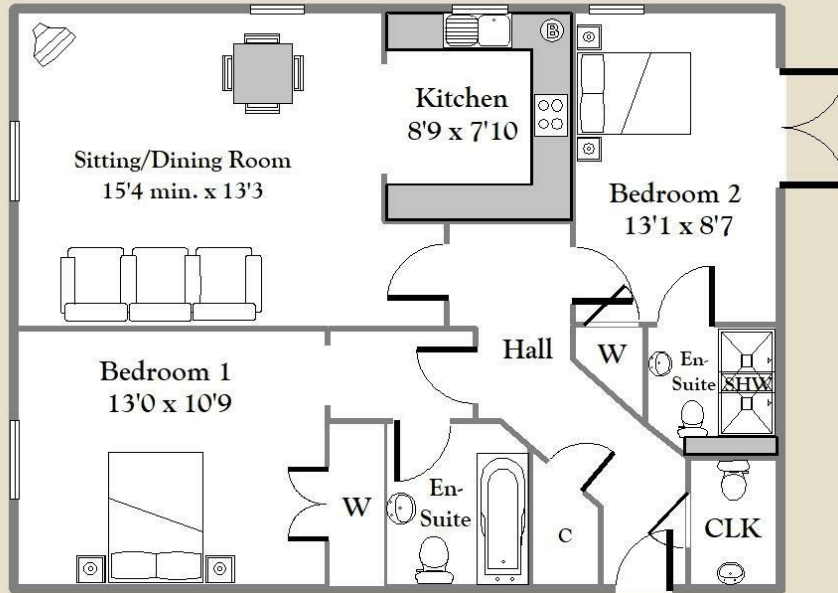 B
Kitchen
8'9 x 7'10
Sitting/Dining Room
15'4 min. x 13'3
Bedroom 2
13'1 x 8'7
Hall
W
En-
Suite
SHW
Bedroom 1
13'0 x 10'9
W
En-
Suite
C
CLK